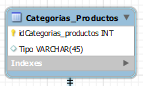 Categorias_Productos
idCategorias_productos INT
Tipo VARCHAR(45)
Indexes